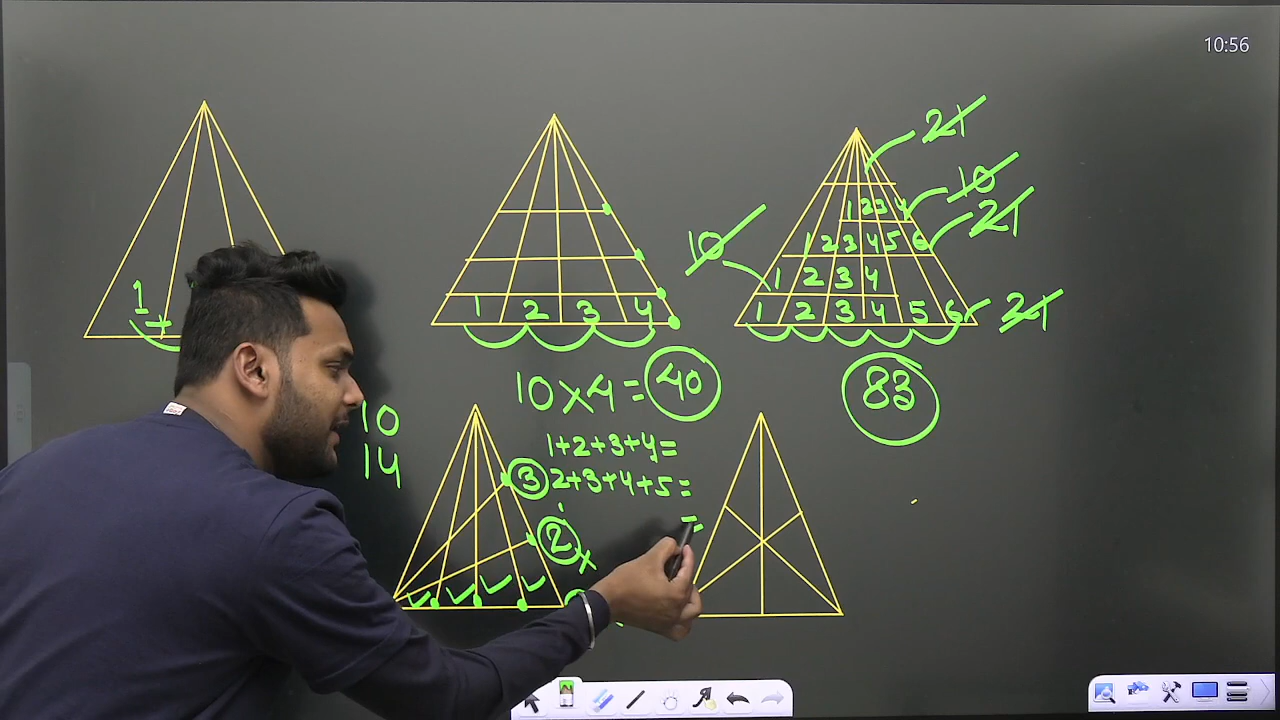 10:56
21
10
1 2 3 4
21
10
1 2 3 4 5 6
1 2 3 4
1 2 3 4
1 2 3 4 5 6
21
1 +
10 × 4 = 40
83
10
14
1+2+3+4=
3 2+3+4+5=
2 ×
=